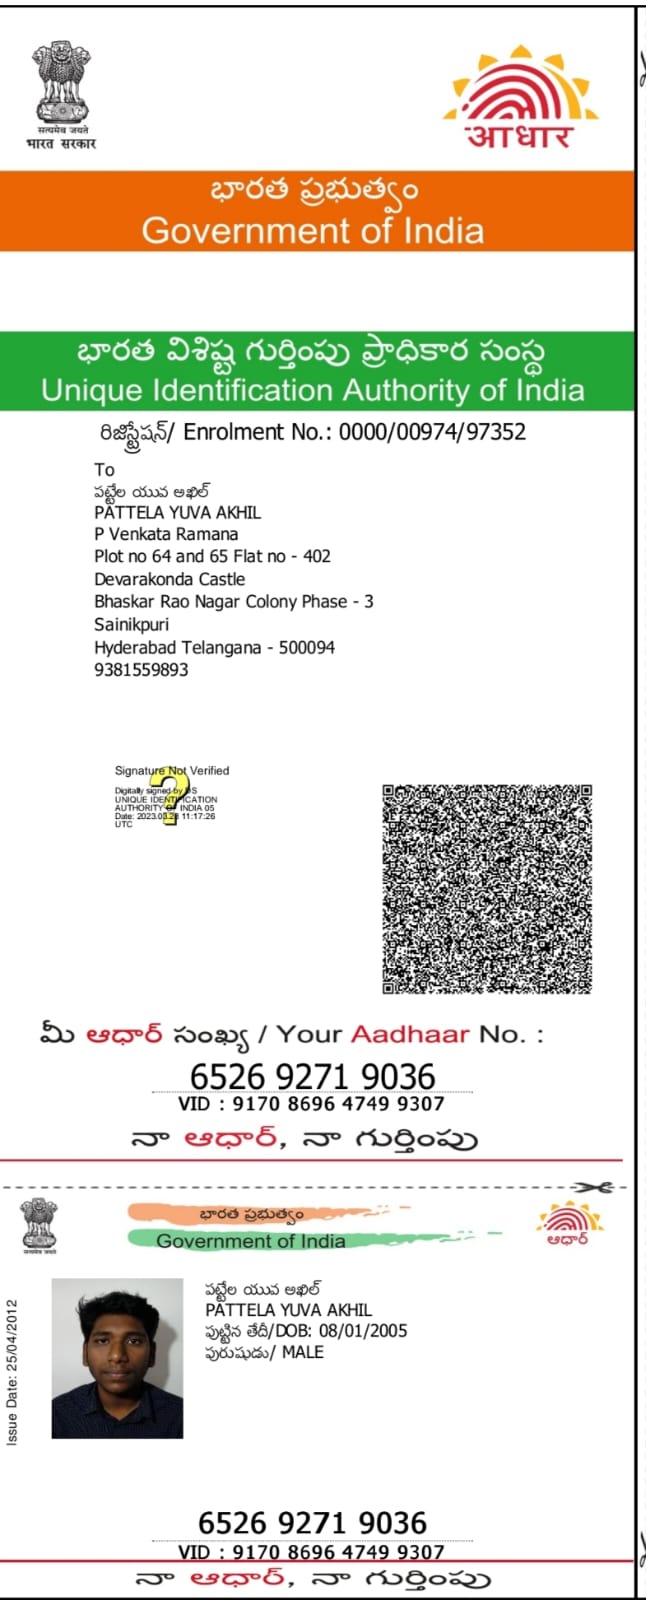 सत्यमेव जयते
भारत सरकार
आधार
భారత ప్రభుత్వం
Government of India
భారత విశిష్ట గుర్తింపు ప్రాధికార సంస్థ
Unique Identification Authority of India
రిజిస్ట్రేషన్/ Enrolment No.: 0000/00974/97352
To
పట్టేల యువ అఖిల్
PATTELA YUVA AKHIL
P Venkata Ramana
Plot no 64 and 65 Flat no - 402
Devarakonda Castle
Bhaskar Rao Nagar Colony Phase - 3
Sainikpuri
Hyderabad Telangana - 500094
9381559893
Signature Not Verified
Digitally signed by DS
UNIQUE IDENTIFICATION
AUTHORITY OF INDIA 05
Date: 2023.03.28 11:17:26
UTC
మీ ఆధార్ సంఖ్య / Your Aadhaar No. :
6526 9271 9036
VID : 9170 8696 4749 9307
నా ఆధార్, నా గుర్తింపు
భారత ప్రభుత్వం
Government of India
सत्यमेव जयते
ఆధార్
Issue Date: 25/04/2012
పట్టేల యువ అఖిల్
PATTELA YUVA AKHIL
పుట్టిన తేదీ/DOB: 08/01/2005
పురుషుడు/ MALE
6526 9271 9036
VID : 9170 8696 4749 9307
నా ఆధార్, నా గుర్తింపు